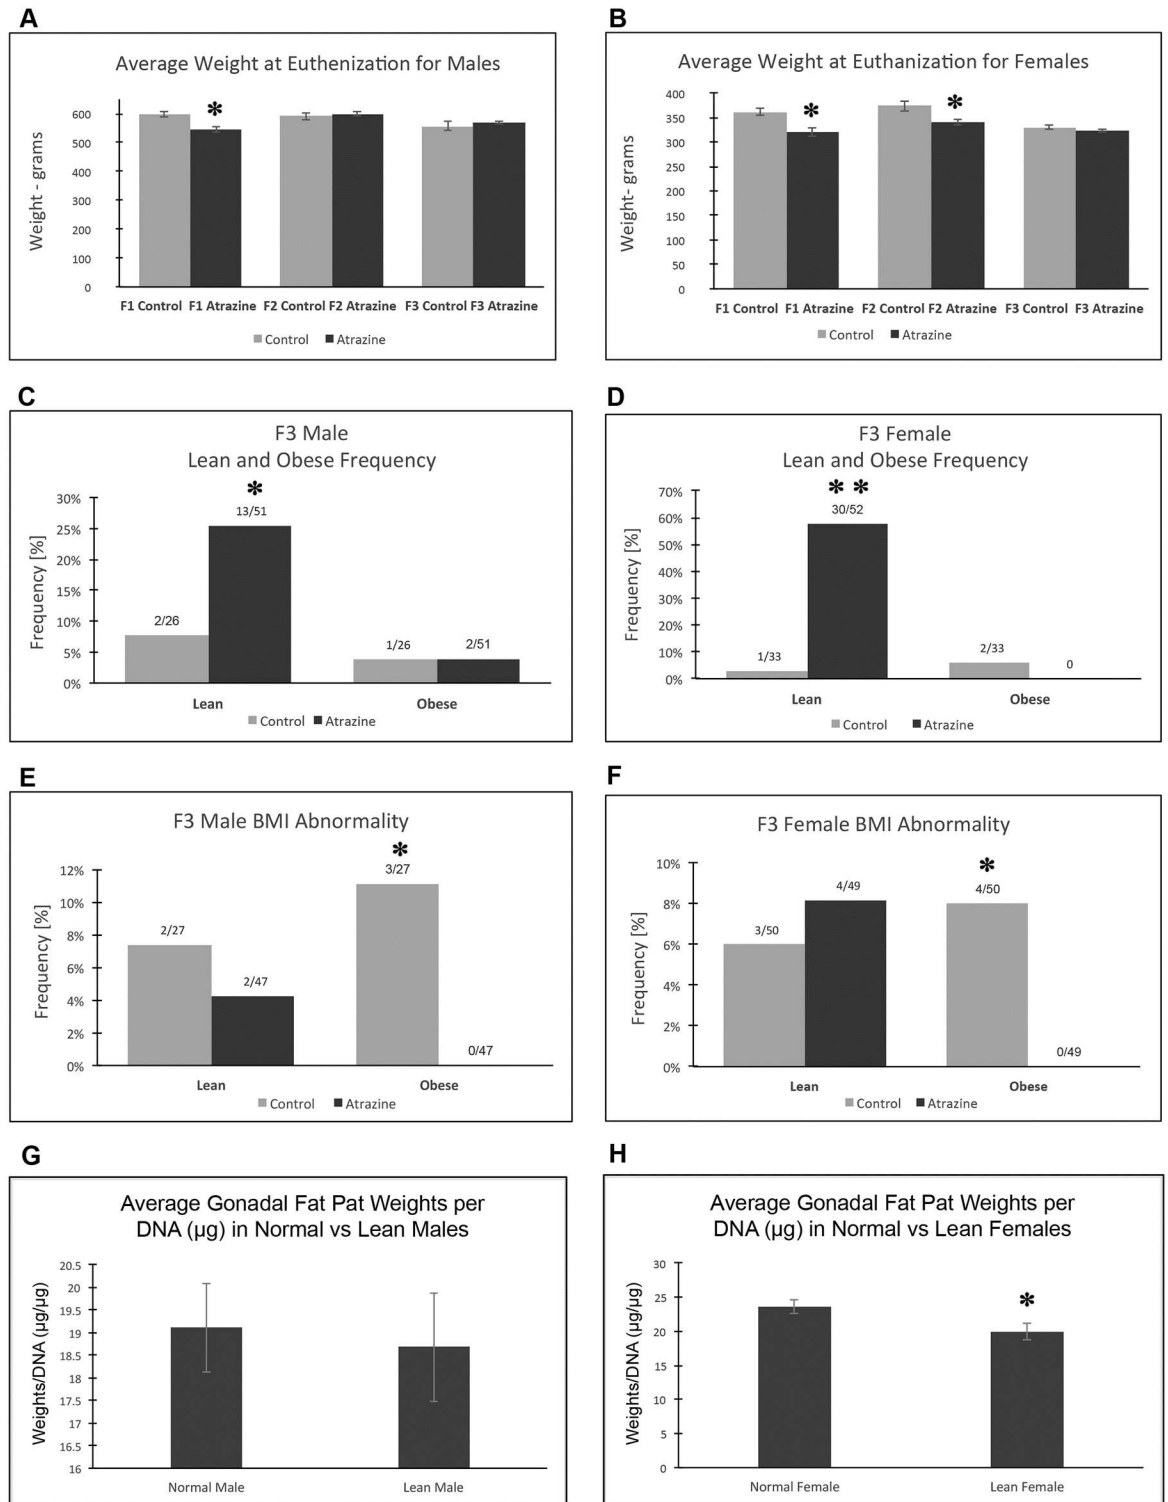 A
Average Weight at Euthenization for Males
Weight - grams
600
500
400
300
200
100
0
*
F1 Control F1 Atrazine F2 Control F2 Atrazine F3 Control F3 Atrazine
Control Atrazine
B
Average Weight at Euthanization for Females
Weight- grams
400
350
300
250
200
150
100
50
0
*
*
F1 Control F1 Atrazine F2 Control F2 Atrazine F3 Control F3 Atrazine
Control Atrazine
C
F3 Male
Lean and Obese Frequency
Frequency [%]
30%
25%
20%
15%
10%
5%
0%
*
2/26
13/51
1/26
2/51
Lean Obese
Control Atrazine
D
F3 Female
Lean and Obese Frequency
Frequency [%]
70%
60%
50%
40%
30%
20%
10%
0%
* *
1/33
30/52
2/33
0
Lean Obese
Control Atrazine
E
F3 Male BMI Abnormality
Frequency [%]
12%
10%
8%
6%
4%
2%
0%
*
2/27
2/47
3/27
0/47
Lean Obese
Control Atrazine
F
F3 Female BMI Abnormality
Frequency [%]
10%
8%
6%
4%
2%
0%
*
3/50
4/49
4/50
0/49
Lean Obese
Control Atrazine
G
Average Gonadal Fat Pat Weights per
DNA (µg) in Normal vs Lean Males
Weights/DNA (µg/µg)
20.5
20
19.5
19
18.5
18
17.5
17
16.5
16
Normal Male Lean Male
H
Average Gonadal Fat Pat Weights per
DNA (µg) in Normal vs Lean Females
Weights/DNA (µg/µg)
30
25
20
15
10
5
0
*
Normal Female Lean Female